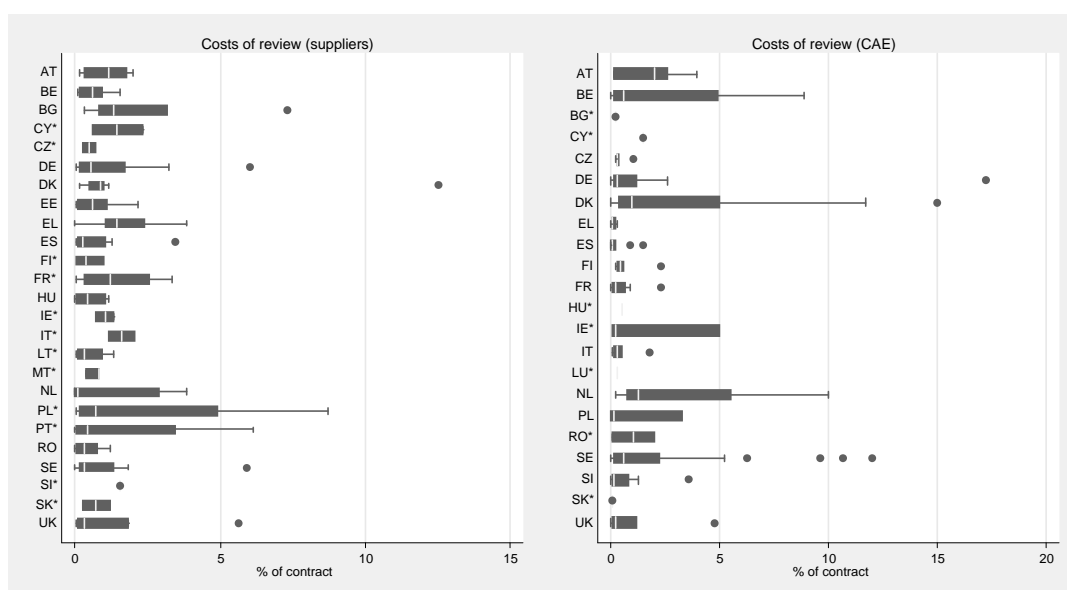 Costs of review (suppliers)
AT
BE
BG
CY*
CZ*
DE
DK
EE
EL
ES
FI*
FR*
HU
IE*
IT*
LT*
MT*
NL
PL*
PT*
RO
SE
SI*
SK*
UK
0 5 10 15
% of contract
Costs of review (CAE)
AT
BE
BG*
CY*
CZ
DE
DK
EL
ES
FI
FR
HU*
IE*
IT
LU*
NL
PL
RO*
SE
SI
SK*
UK
0 5 10 15 20
% of contract